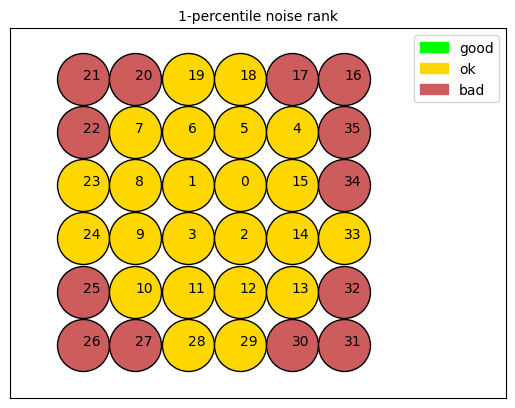 1-percentile noise rank
good
ok
bad
21 20 19 18 17 16
22 7 6 5 4 35
23 8 1 0 15 34
24 9 3 2 14 33
25 10 11 12 13 32
26 27 28 29 30 31